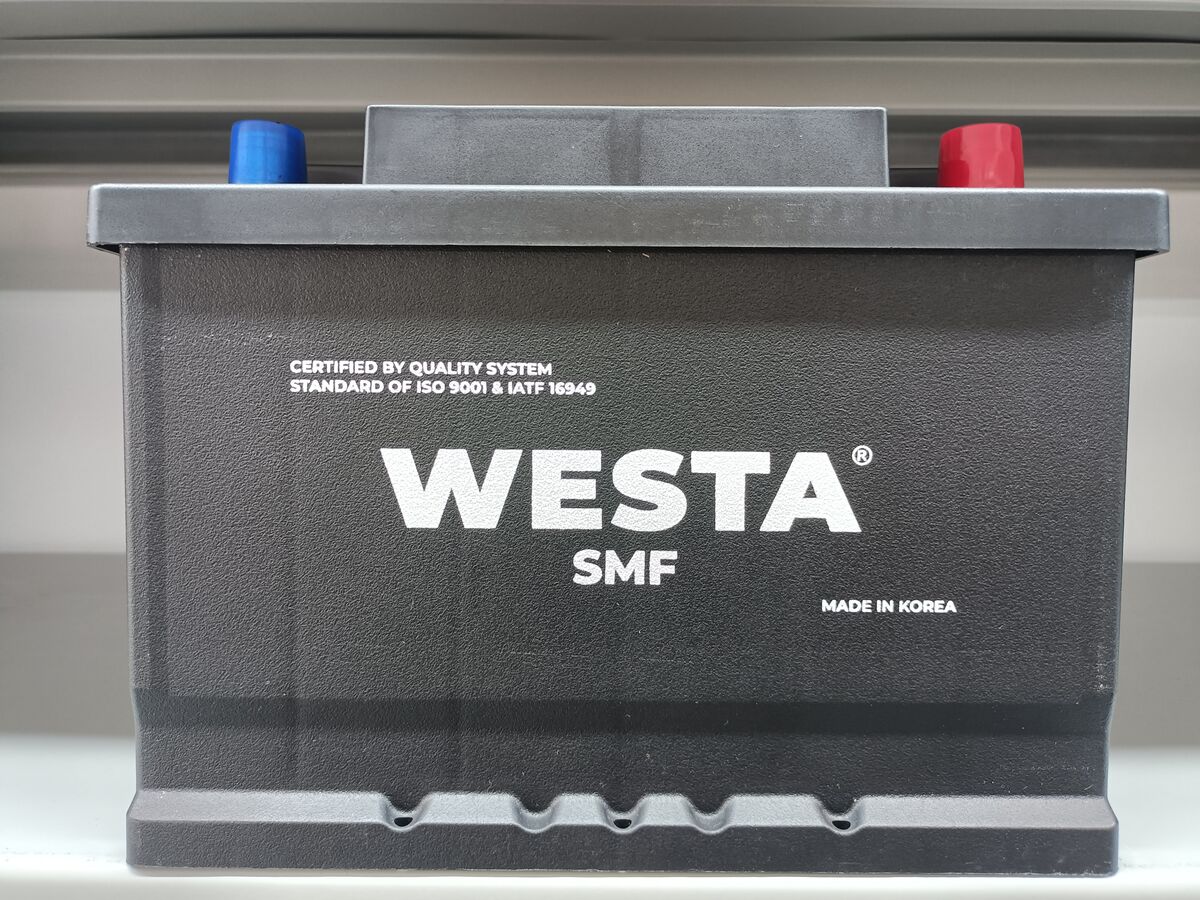 CERTIFIED BY QUALITY SYSTEM
STANDARD OF ISO 9001 & IATF 16949
WESTA®
SMF
MADE IN KOREA